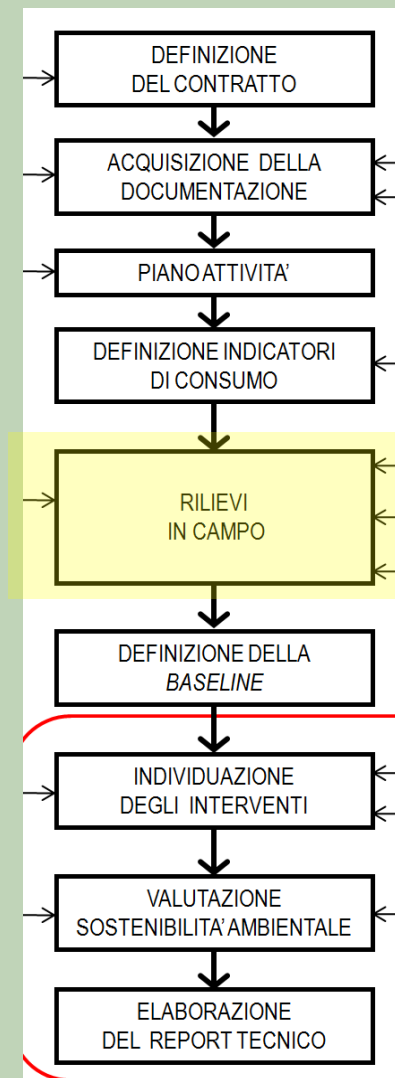 DEFINIZIONE
DEL CONTRATTO
ACQUISIZIONE DELLA
DOCUMENTAZIONE
PIANO ATTIVITA'
DEFINIZIONE INDICATORI
DI CONSUMO
RILIEVI
IN CAMPO
DEFINIZIONE DELLA
BASELINE
INDIVIDUAZIONE
DEGLI INTERVENTI
VALUTAZIONE
SOSTENIBILITA' AMBIENTALE
ELABORAZIONE
DEL REPORT TECNICO